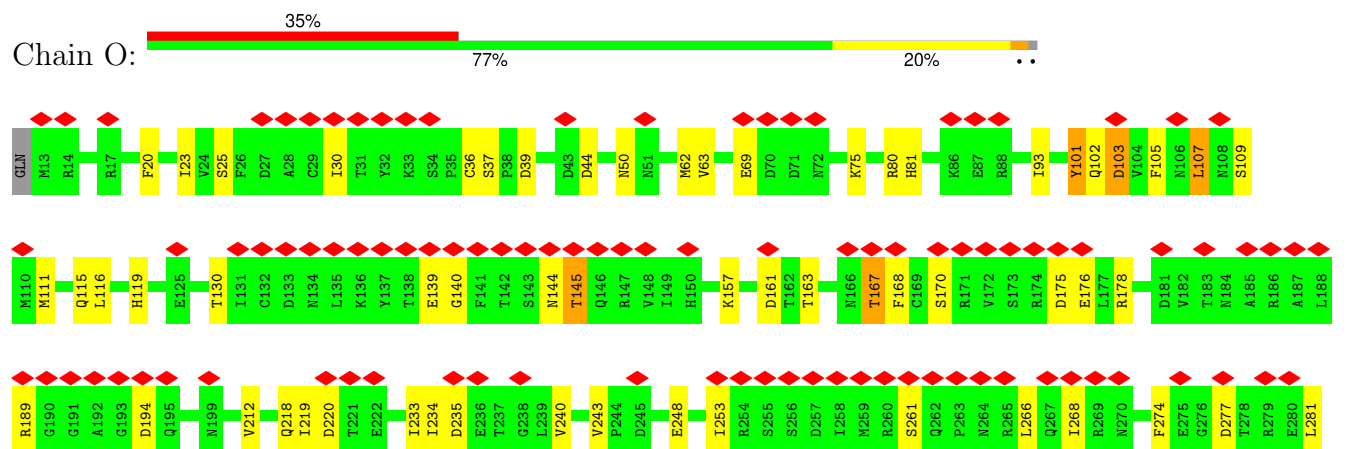 35%
Chain O:
77% 20% • •
GLN M13 R14 R17 F20 I23 V24 S25 F26 D27 A28 C29 I30 T31 Y32 K33 S34 P35 C36 S37 P38 D39 D43 D44 N50 N51 M62 V63 E69 D70 D71 N72 K75 R80 H81 K86 E87 R88 I93 Y101 Q102 D103 V104 F105 N106 L107 N108 S109
M110 M111 Q115 L116 H119 E125 T130 I131 C132 D133 N134 L135 K136 Y137 T138 E139 G140 F141 T142 S143 N144 T145 Q146 R147 V148 I149 H150 K157 D161 T162 T163 N166 T167 F168 C169 S170 R171 V172 S173 R174 D175 E176 L177 R178 D181 V182 T183 N184 A185 R186 A187 L188
R189 G190 G191 A192 G193 D194 Q195 N199 V212 Q218 I219 D220 T221 E222 I233 I234 D235 E236 T237 G238 L239 V240 V243 P244 D245 E248 I253 R254 S255 S256 D257 I258 M259 R260 S261 Q262 P263 N264 R265 L266 Q267 I268 R269 N270 F274 E275 G276 D277 T278 R279 E280 L281